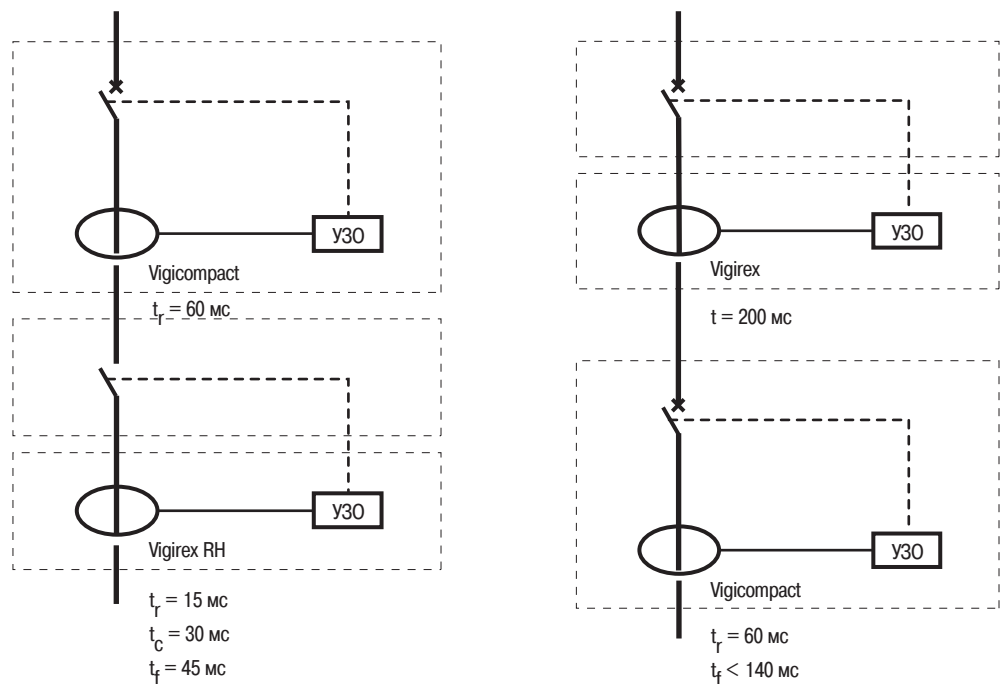 УЗО
Vigicompact
t_r = 60 мс
УЗО
Vigirex RH
t_r = 15 мс
t_c = 30 мс
t_f = 45 мс
УЗО
Vigirex
t = 200 мс
УЗО
Vigicompact
t_r = 60 мс
t_f < 140 мс